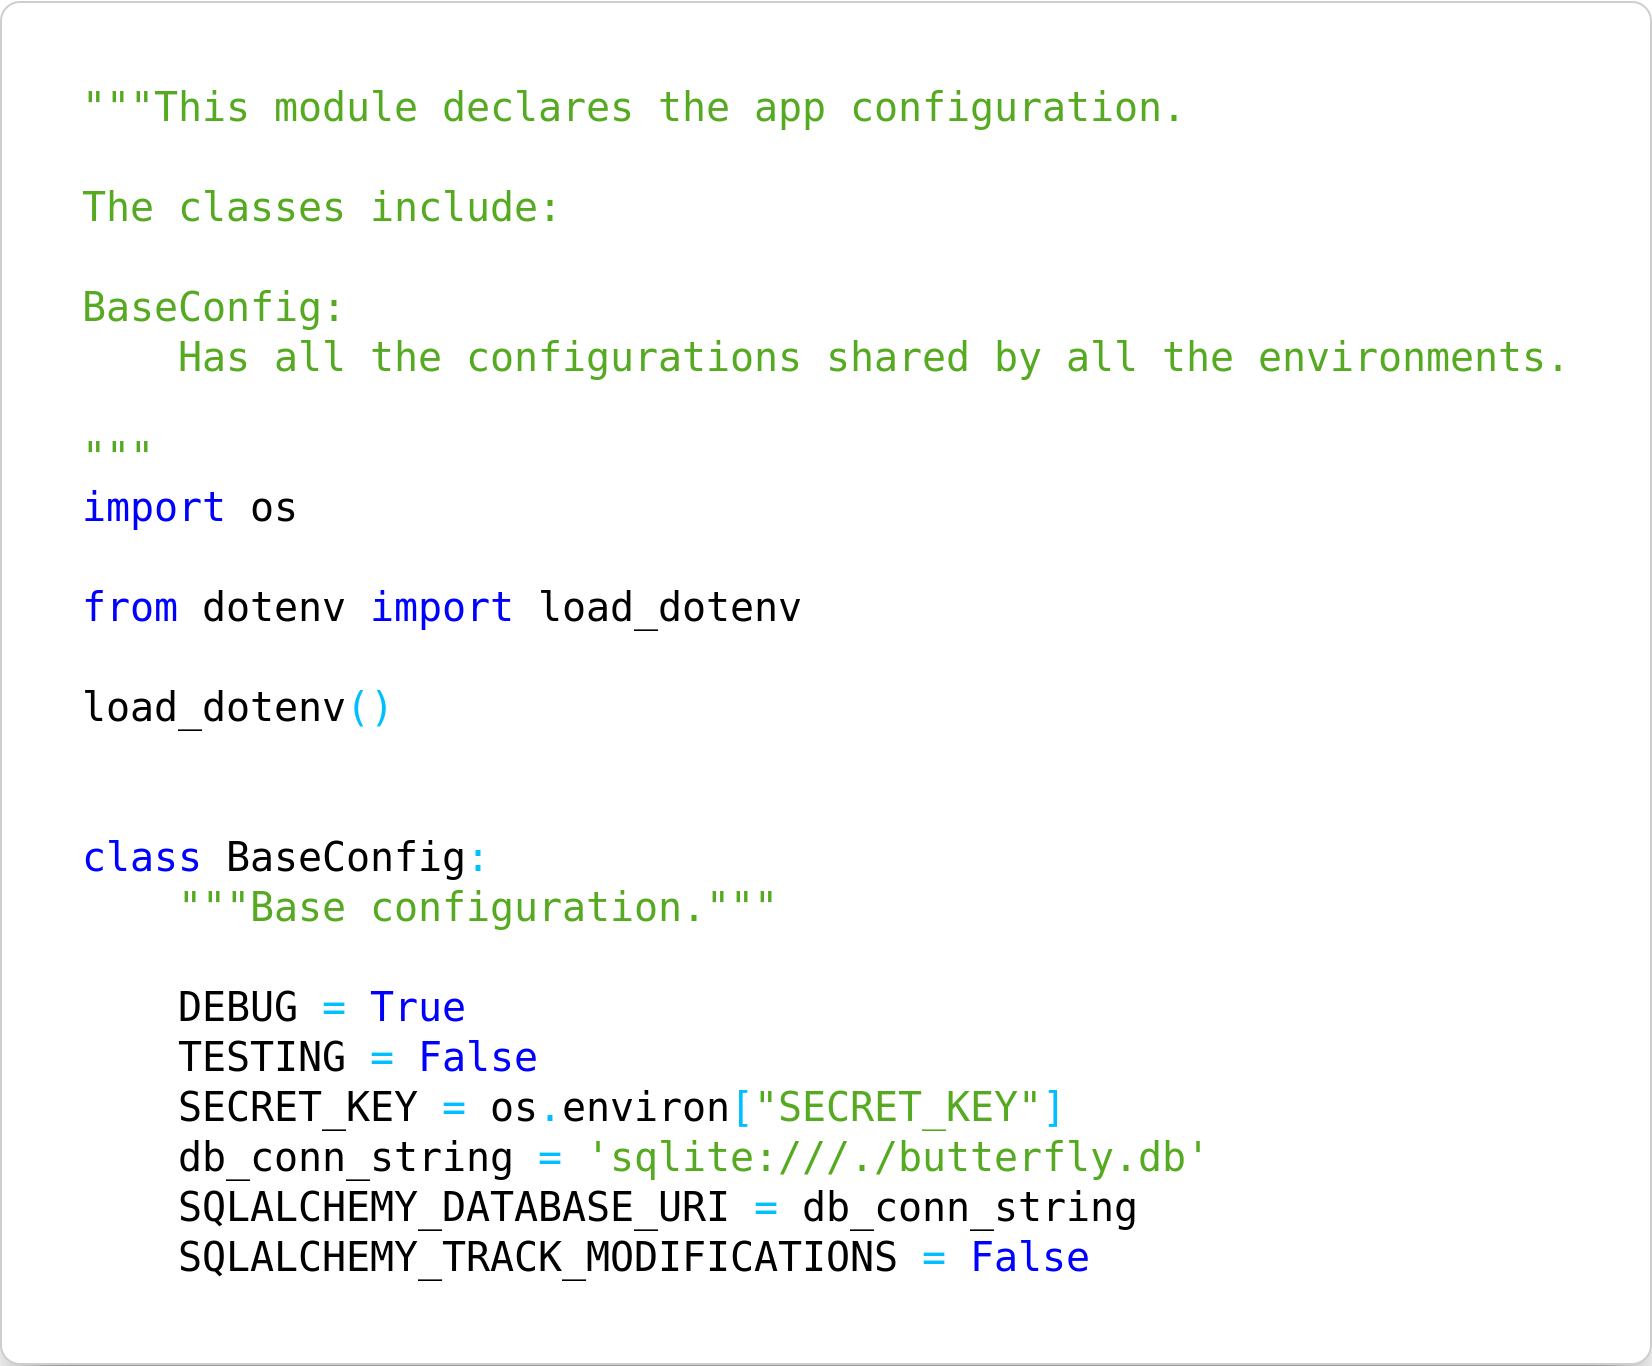 """This module declares the app configuration.

The classes include:

BaseConfig:
    Has all the configurations shared by all the environments.

"""
import os

from dotenv import load_dotenv

load_dotenv()


class BaseConfig:
    """Base configuration."""

    DEBUG = True
    TESTING = False
    SECRET_KEY = os.environ["SECRET_KEY"]
    db_conn_string = 'sqlite:///./butterfly.db'
    SQLALCHEMY_DATABASE_URI = db_conn_string
    SQLALCHEMY_TRACK_MODIFICATIONS = False